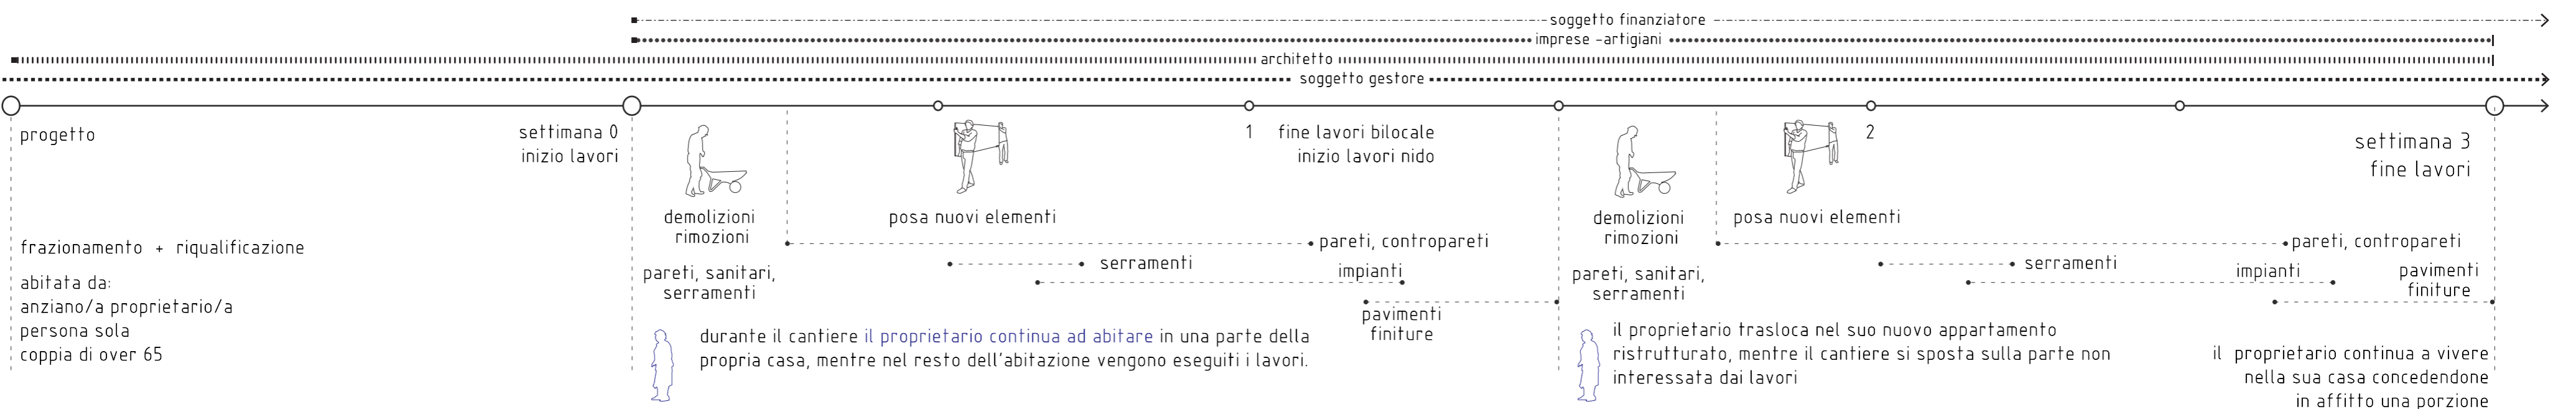 soggetto finanziatore
imprese -artigiani
architetto
soggetto gestore
progetto
settimana 0
inizio lavori
1
fine lavori bilocale
inizio lavori nido
2
settimana 3
fine lavori
frazionamento + riqualificazione
abitata da:
anziano/a proprietario/a
persona sola
coppia di over 65
demolizioni
rimozioni
pareti, sanitari,
serramenti
posa nuovi elementi
pareti, contropareti
serramenti
impianti
pavimenti
finiture
durante il cantiere il proprietario continua ad abitare in una parte della
propria casa, mentre nel resto dell'abitazione vengono eseguiti i lavori.
demolizioni
rimozioni
pareti, sanitari,
serramenti
posa nuovi elementi
pareti, contropareti
serramenti
impianti
pavimenti
finiture
il proprietario trasloca nel suo nuovo appartamento
ristrutturato, mentre il cantiere si sposta sulla parte non
interessata dai lavori
il proprietario continua a vivere
nella sua casa concedendone
in affitto una porzione